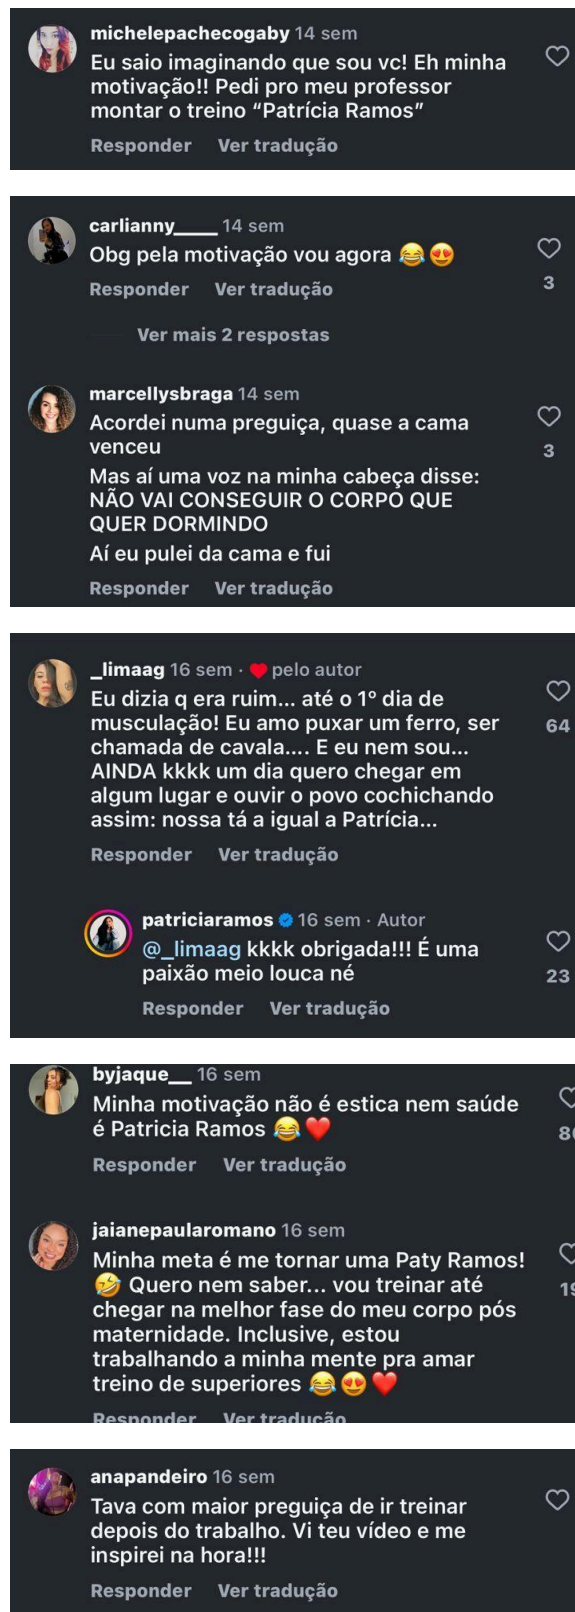 michelepachecogaby 14 sem
Eu saio imaginando que sou vc! Eh minha
motivação!! Pedi pro meu professor
montar o treino “Patrícia Ramos”
Responder Ver tradução
carlianny____ 14 sem
Obg pela motivação vou agora 😂😍
3
Responder Ver tradução
Ver mais 2 respostas
marcellysbraga 14 sem
Acordei numa preguiça, quase a cama
venceu
3
Mas aí uma voz na minha cabeça disse:
NÃO VAI CONSEGUIR O CORPO QUE
QUER DORMINDO
Aí eu pulei da cama e fui
Responder Ver tradução
_limaag 16 sem · ❤️ pelo autor
Eu dizia q era ruim... até o 1º dia de
musculação! Eu amo puxar um ferro, ser
64
chamada de cavala.... E eu nem sou...
AINDA kkkk um dia quero chegar em
algum lugar e ouvir o povo cochichando
assim: nossa tá a igual a Patrícia...
Responder Ver tradução
patriciaramos 16 sem · Autor
@_limaag kkkk obrigada!!! É uma
paixão meio louca né
23
Responder Ver tradução
byjaque__ 16 sem
Minha motivação não é estica nem saúde
é Patricia Ramos 😂❤️
Responder Ver tradução
jaianepaularomano 16 sem
Minha meta é me tornar uma Paty Ramos!
🤣 Quero nem saber... vou treinar até
chegar na melhor fase do meu corpo pós
maternidade. Inclusive, estou
trabalhando a minha mente pra amar
treino de superiores 😂😍❤️
Responder Ver tradução
anapandeiro 16 sem
Tava com maior preguiça de ir treinar
depois do trabalho. Vi teu vídeo e me
inspirei na hora!!!
Responder Ver tradução